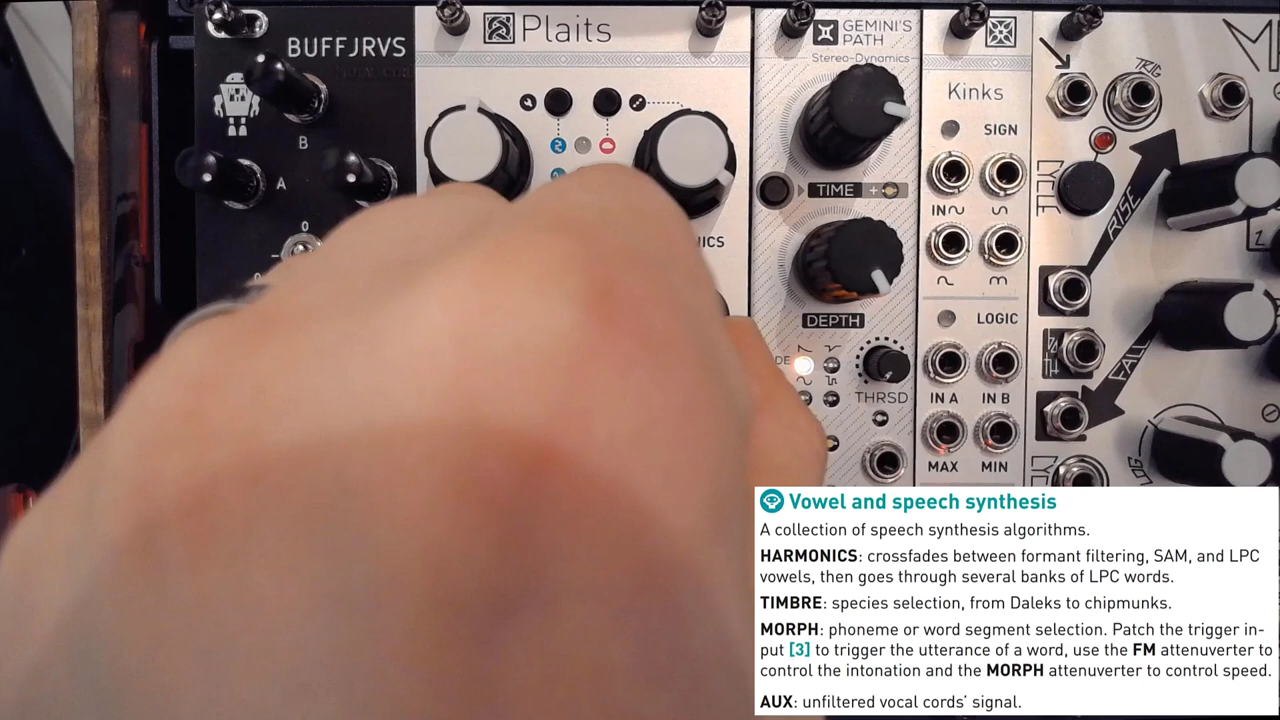 BUFFJRVS
B
A
0
Plaits
GEMINI'S
PATH
Stereo-Dynamics
TIME +
DEPTH
THRSD
Kinks
SIGN
IN
LOGIC
IN A IN B
MAX MIN
TRIG
RISE
FALL
Vowel and speech synthesis
A collection of speech synthesis algorithms.
HARMONICS: crossfades between formant filtering, SAM, and LPC
vowels, then goes through several banks of LPC words.
TIMBRE: species selection, from Daleks to chipmunks.
MORPH: phoneme or word segment selection. Patch the trigger in-
put [3] to trigger the utterance of a word, use the FM attenuverter to
control the intonation and the MORPH attenuverter to control speed.
AUX: unfiltered vocal cords' signal.